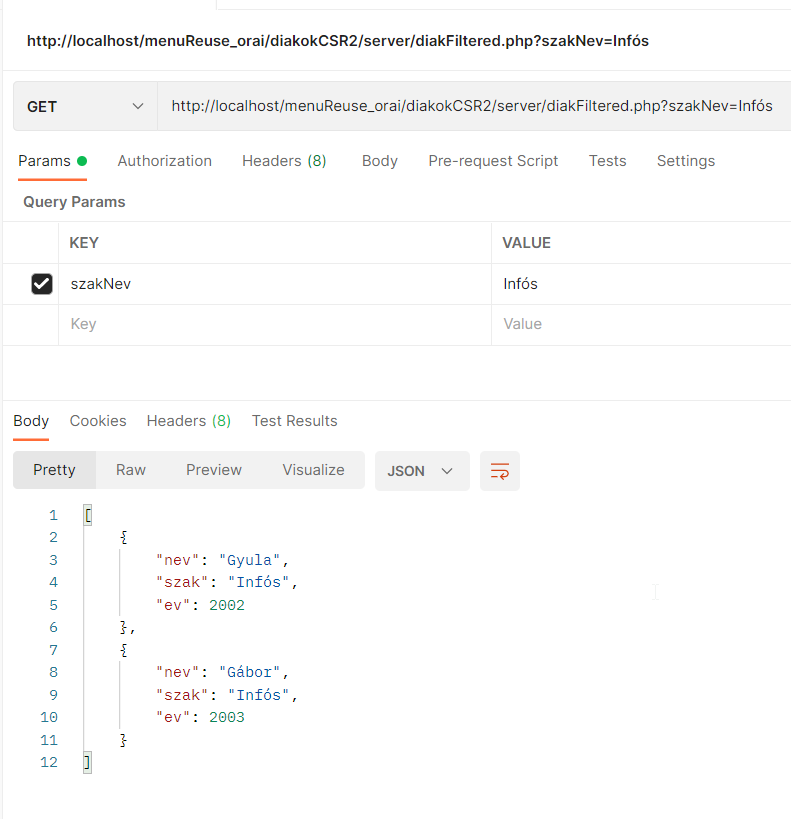 http://localhost/menuReuse_orai/diakokCSR2/server/diakFiltered.php?szakNev=Infós
GET http://localhost/menuReuse_orai/diakokCSR2/server/diakFiltered.php?szakNev=Infós
Params Authorization Headers (8) Body Pre-request Script Tests Settings
Query Params
KEY VALUE
szakNev Infós
Key Value
Body Cookies Headers (8) Test Results
Pretty Raw Preview Visualize JSON
1 [
2 {
3 "nev": "Gyula",
4 "szak": "Infós",
5 "ev": 2002
6 },
7 {
8 "nev": "Gábor",
9 "szak": "Infós",
10 "ev": 2003
11 }
12 ]